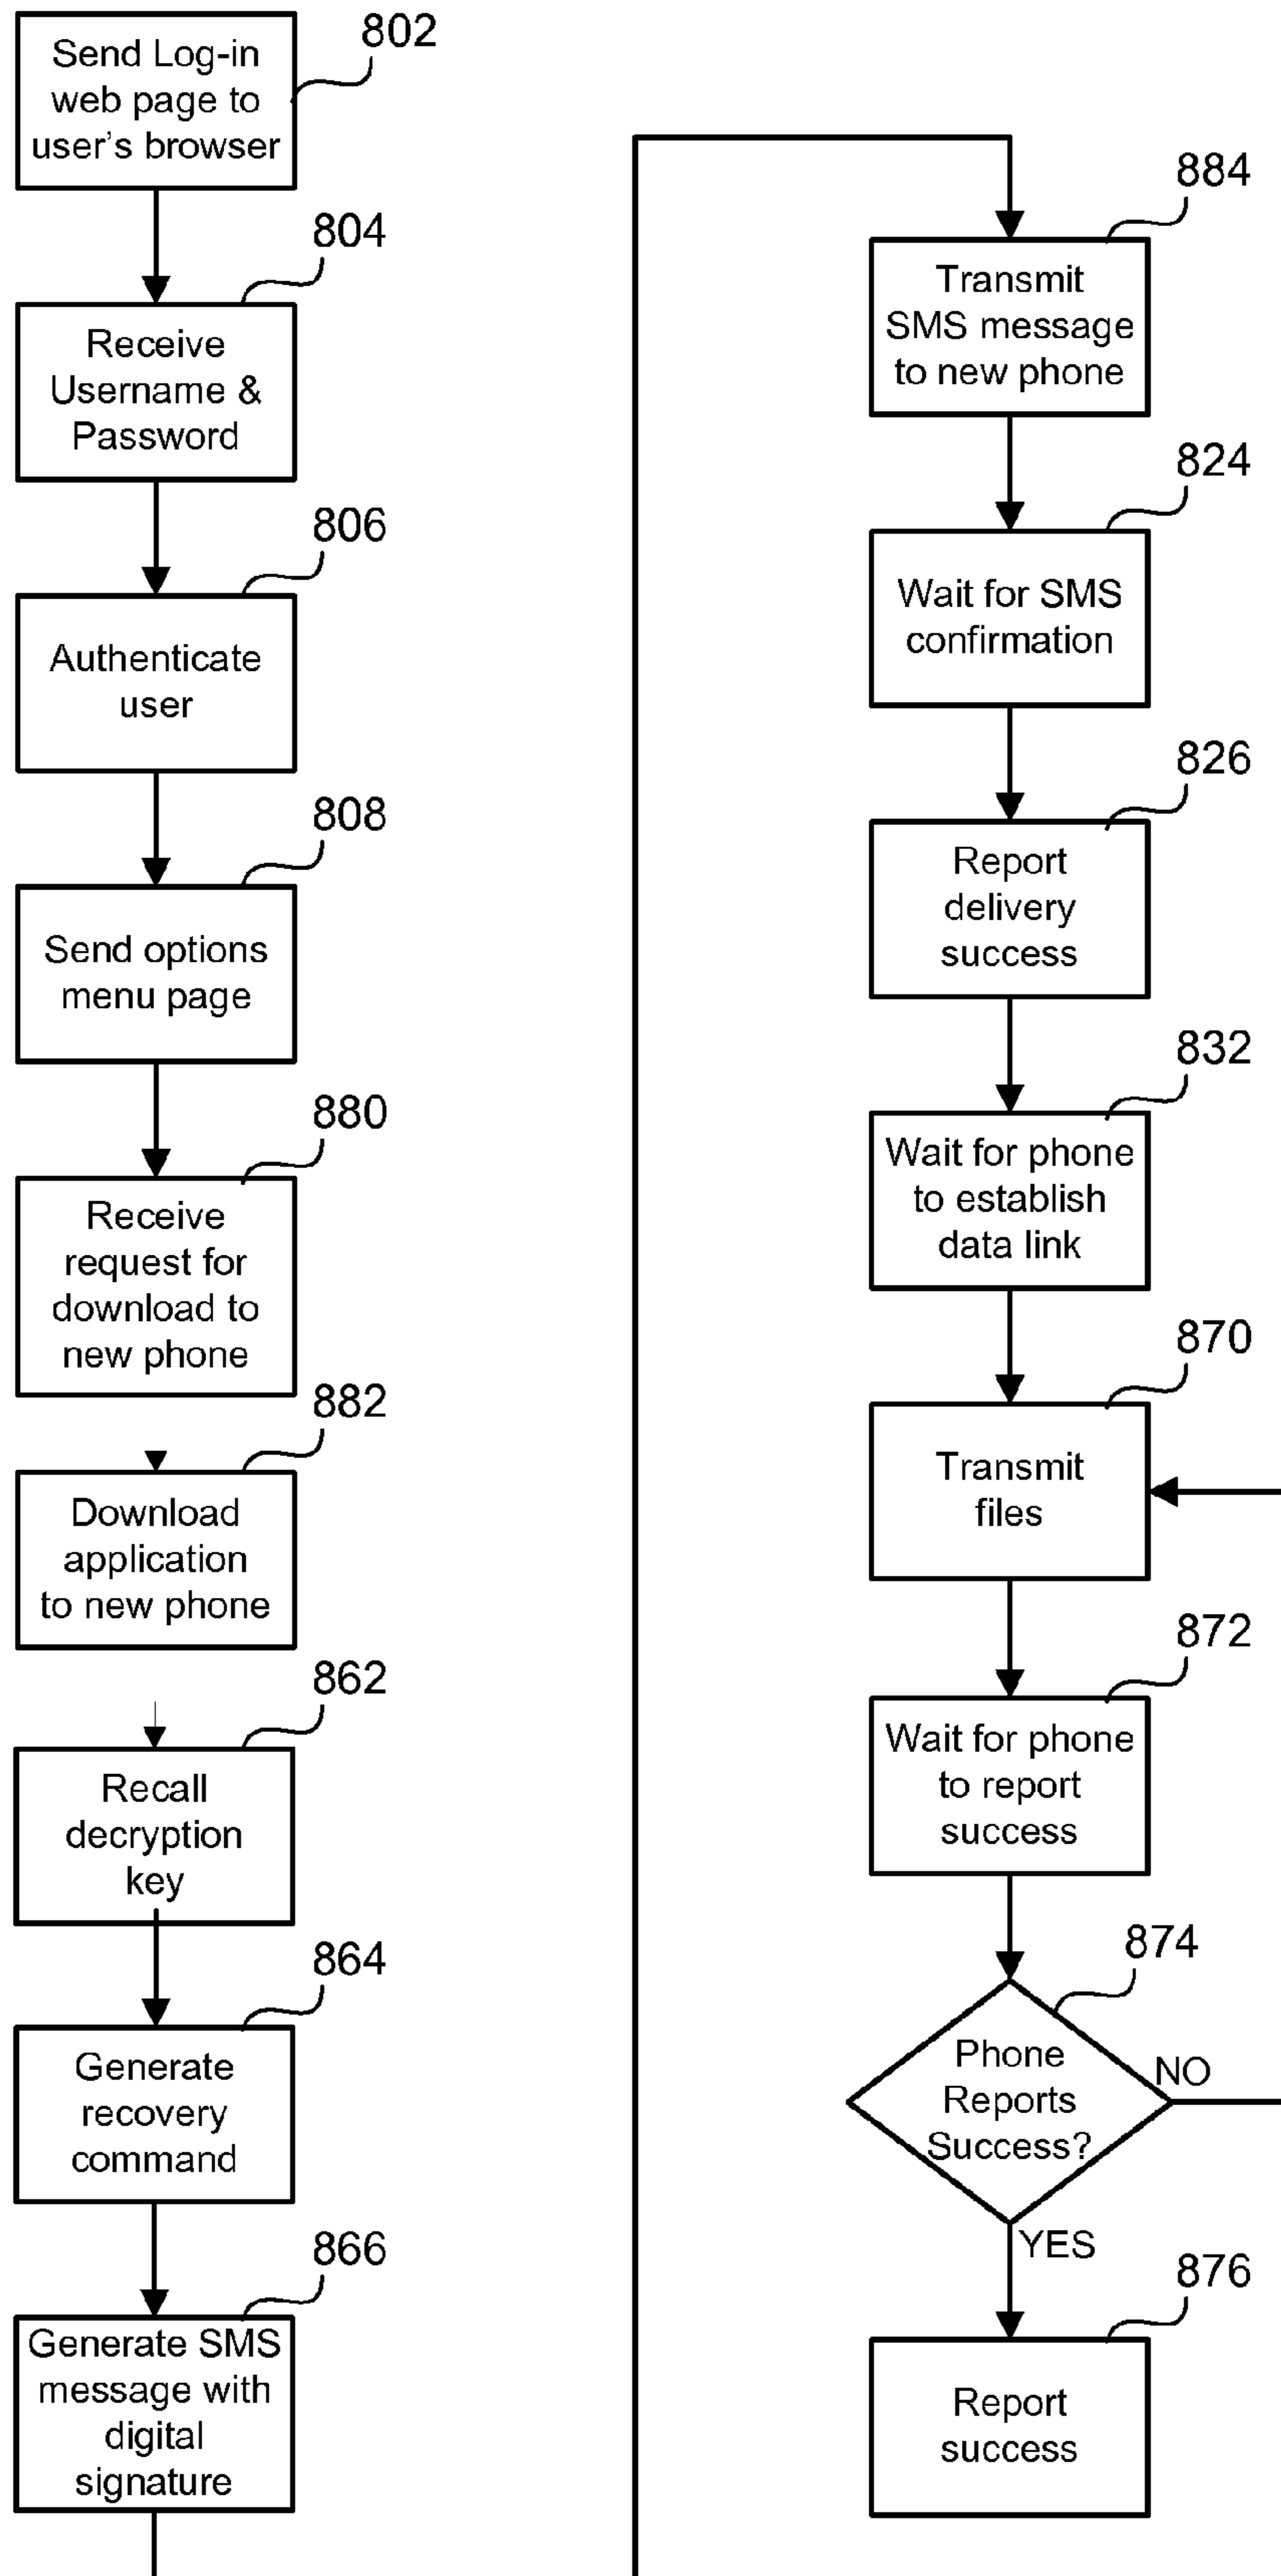 802
Send Log-in
web page to
user's browser
804
Receive
Username &
Password
806
Authenticate
user
808
Send options
menu page
880
Receive
request for
download to
new phone
882
Download
application
to new phone
862
Recall
decryption
key
864
Generate
recovery
command
866
Generate SMS
message with
digital
signature
884
Transmit
SMS message
to new phone
824
Wait for SMS
confirmation
826
Report
delivery
success
832
Wait for phone
to establish
data link
870
Transmit
files
872
Wait for phone
to report
success
874
Phone
Reports
Success?
NO
YES
876
Report
success